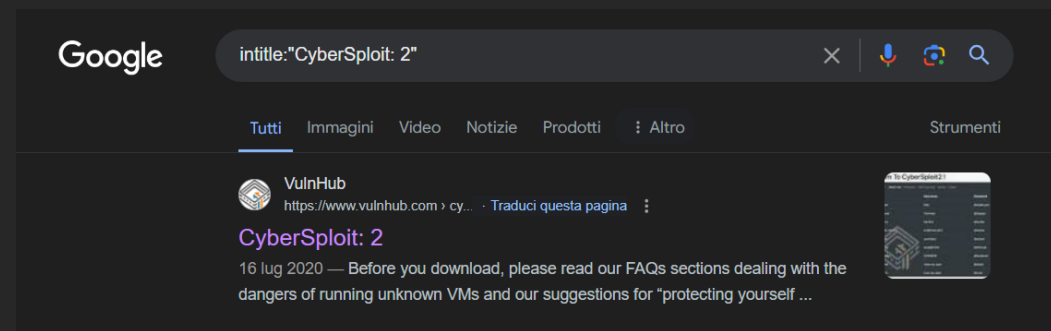 Google
intitle:"CyberSploit: 2"
Tutti Immagini Video Notizie Prodotti Altro Strumenti
VulnHub
https://www.vulnhub.com › cy... · Traduci questa pagina
CyberSploit: 2
16 lug 2020 — Before you download, please read our FAQs sections dealing with the
dangers of running unknown VMs and our suggestions for “protecting yourself ...